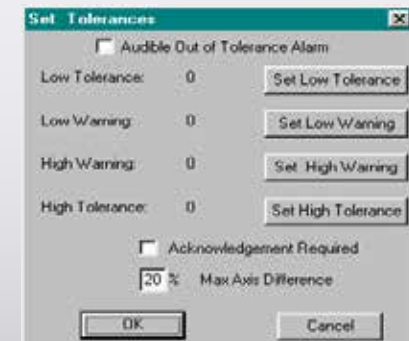 Set Tolerances
Audible Out of Tolerance Alarm
Low Tolerance: 0 Set Low Tolerance
Low Warning: 0 Set Low Warning
High Warning: 0 Set High Warning
High Tolerance: 0 Set High Tolerance
Acknowledgement Required
20 % Max Axis Difference
OK Cancel